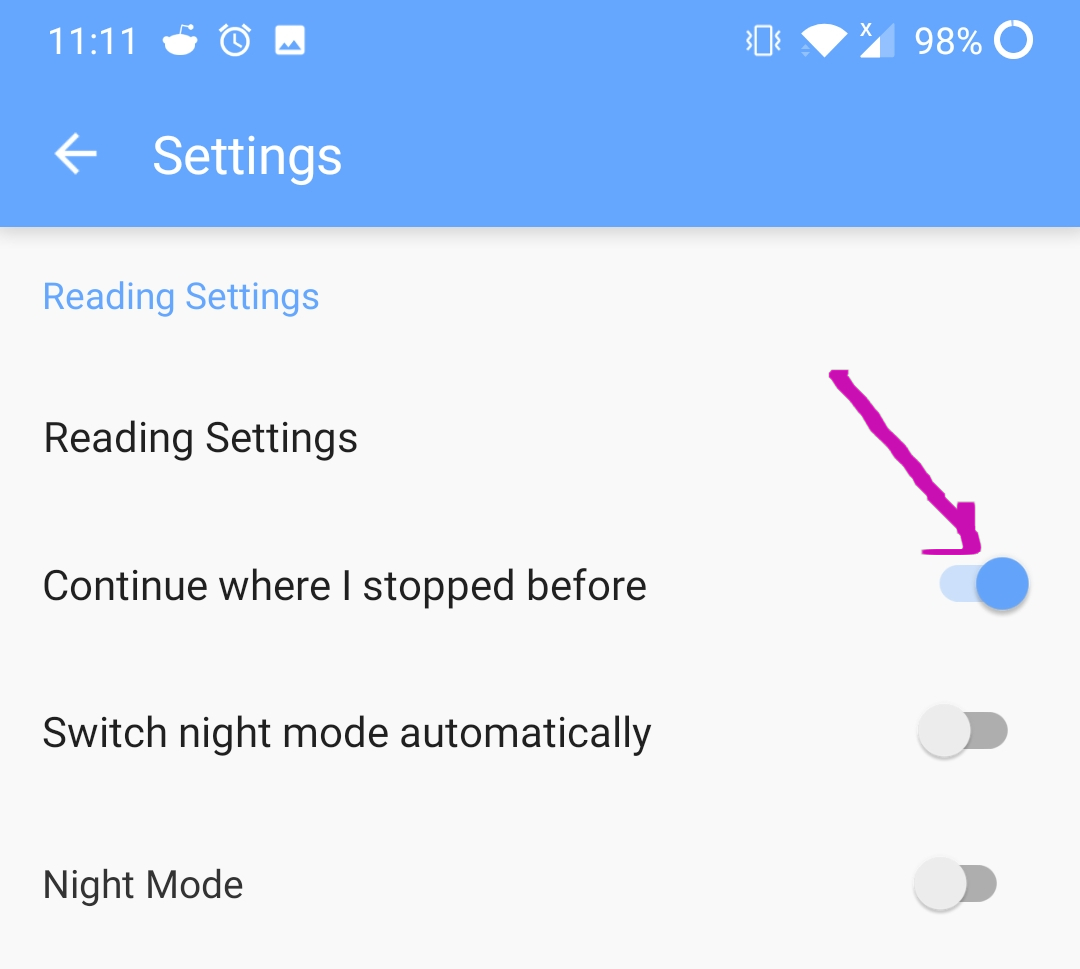 11:11 98%
Settings
Reading Settings
Reading Settings
Continue where I stopped before
Switch night mode automatically
Night Mode